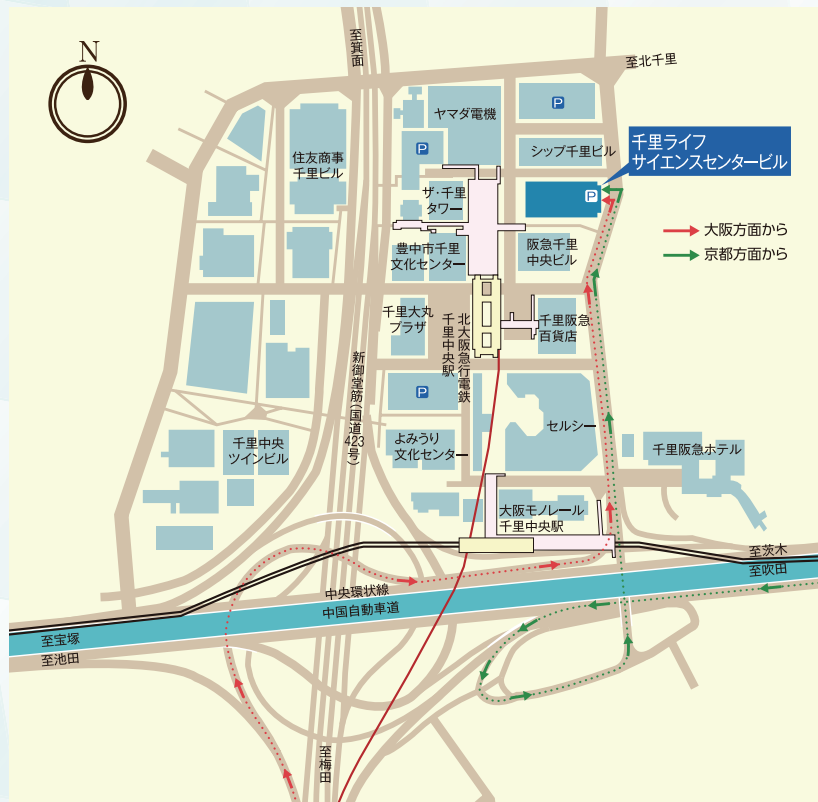 N
至箕面
至北千里
ヤマダ電機
P
P
シップ千里ビル
千里ライフ
サイエンスセンタービル
住友商事
千里ビル
P
ザ・千里
タワー
大阪方面から
京都方面から
豊中市千里
文化センター
阪急千里
中央ビル
千里大丸
プラザ
北大阪急行電鉄
千里中央駅
千里阪急
百貨店
新御堂筋(国道423号)
P
セルシー
千里中央
ツインビル
よみうり
文化センター
千里阪急ホテル
大阪モノレール
千里中央駅
至茨木
至吹田
中央環状線
中国自動車道
至宝塚
至池田
至梅田